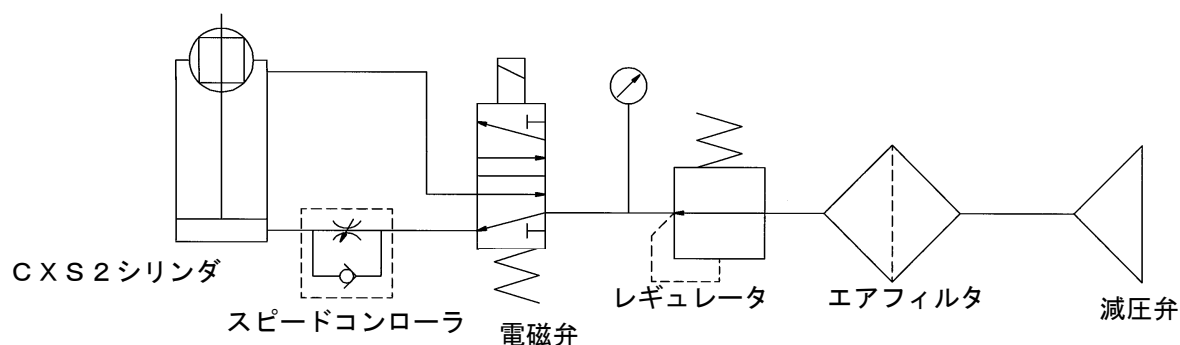 CXS2シリンダ
スピードコンローラ
電磁弁
レギュレータ
エアフィルタ
減圧弁